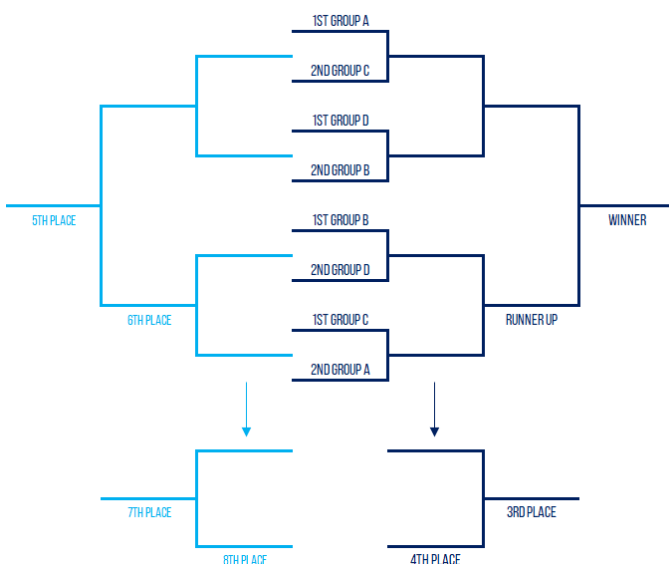 1ST GROUP A
2ND GROUP C
1ST GROUP D
2ND GROUP B
5TH PLACE
1ST GROUP B
WINNER
2ND GROUP D
6TH PLACE
1ST GROUP C
RUNNER UP
2ND GROUP A
7TH PLACE
3RD PLACE
8TH PLACE
4TH PLACE